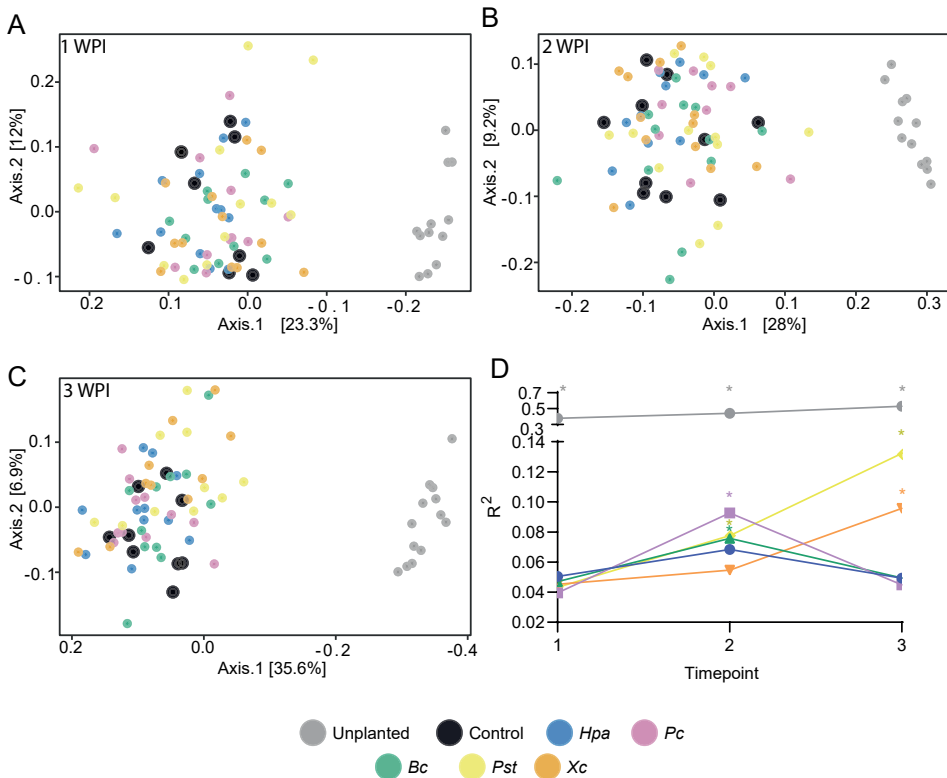 A
1 WPI
0.2
0.1
0.0
-0.1
Axis.2 [12%]
0.2 0.1 0.0 -0.1 -0.2
Axis.1 [23.3%]
B
2 WPI
0.1
0.0
-0.1
-0.2
Axis.2 [9.2%]
-0.2 -0.1 0.0 0.1 0.2 0.3
Axis.1 [28%]
C
3 WPI
0.1
0.0
-0.1
Axis.2 [6.9%]
0.2 0.0 -0.2 -0.4
Axis.1 [35.6%]
D
* * *
0.7
0.5
0.3
0.14
0.12
0.10
0.08
0.06
0.04
0.02
R²
* * * * *
1 2 3
Timepoint
Unplanted Control Hpa Pc
Bc Pst Xc